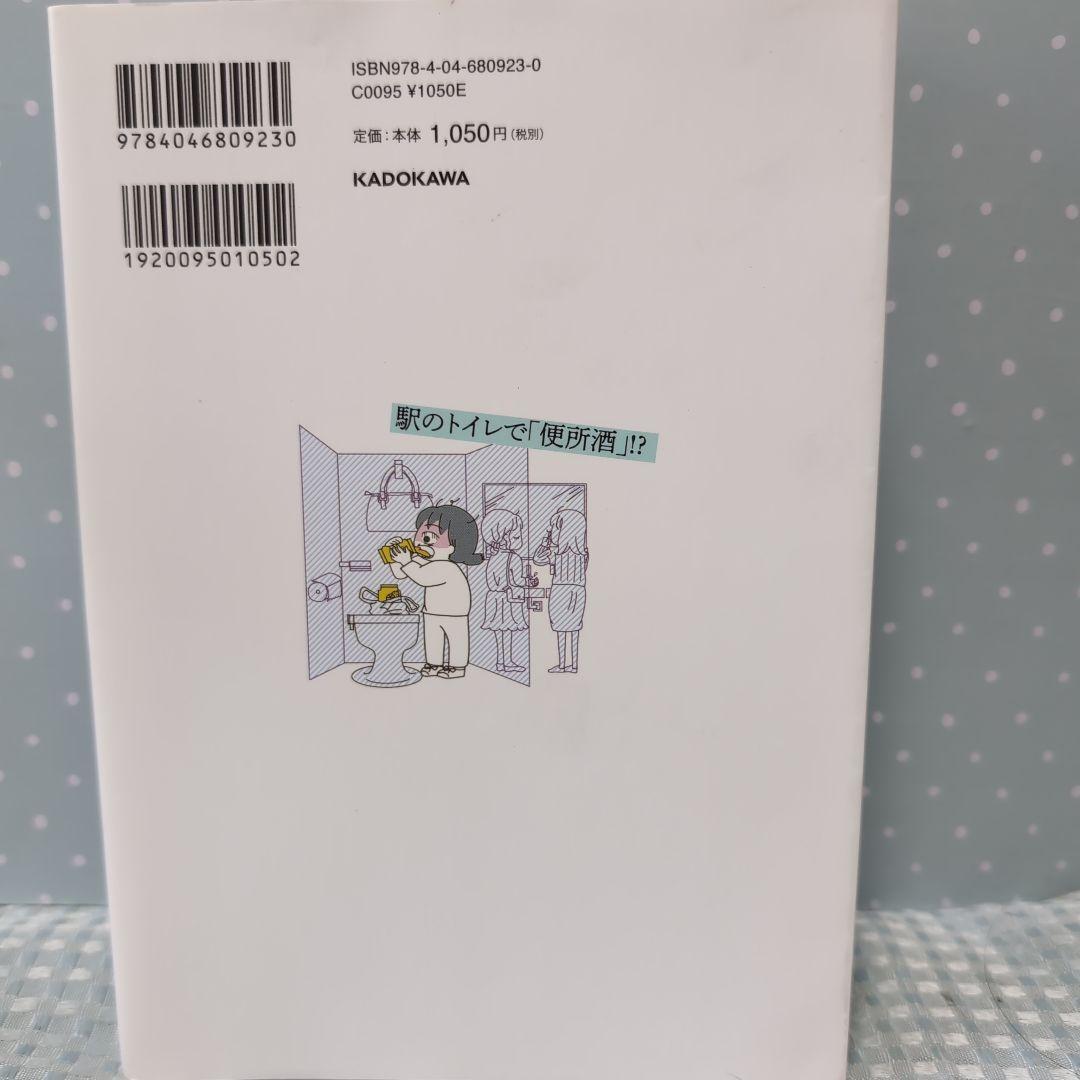 ISBN978-4-04-680923-0
C0095 ¥1050E
9784046809230
定価:本体 1,050円(税別)
KADOKAWA
1920095010502
駅のトイレで「便所酒」!?